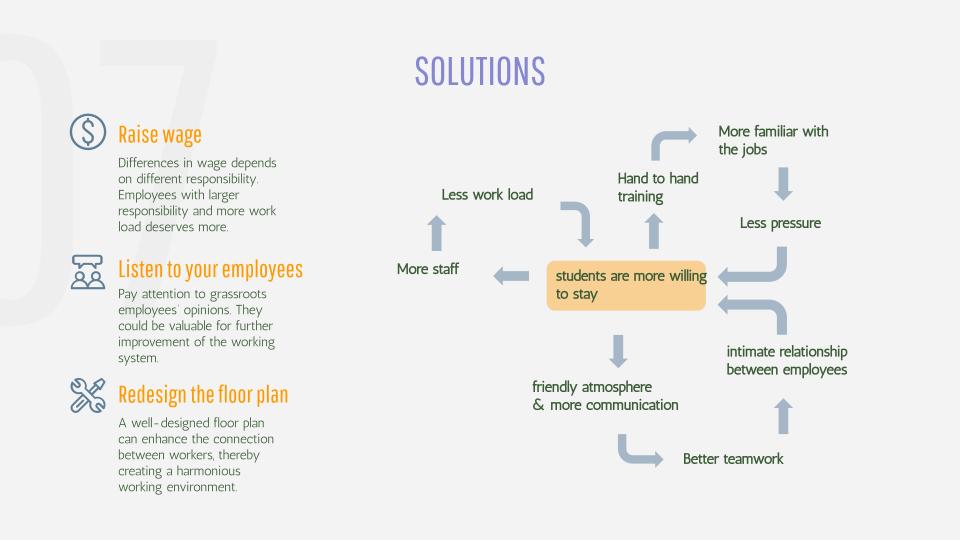 07
SOLUTIONS
Raise wage
Differences in wage depends
on different responsibility.
Employees with larger
responsibility and more work
load deserves more.
Listen to your employees
Pay attention to grassroots
employees' opinions. They
could be valuable for further
improvement of the working
system.
Redesign the floor plan
A well-designed floor plan
can enhance the connection
between workers, thereby
creating a harmonious
working environment.
More familiar with
the jobs
Hand to hand
training
Less work load
Less pressure
More staff
students are more willing
to stay
intimate relationship
between employees
friendly atmosphere
& more communication
Better teamwork